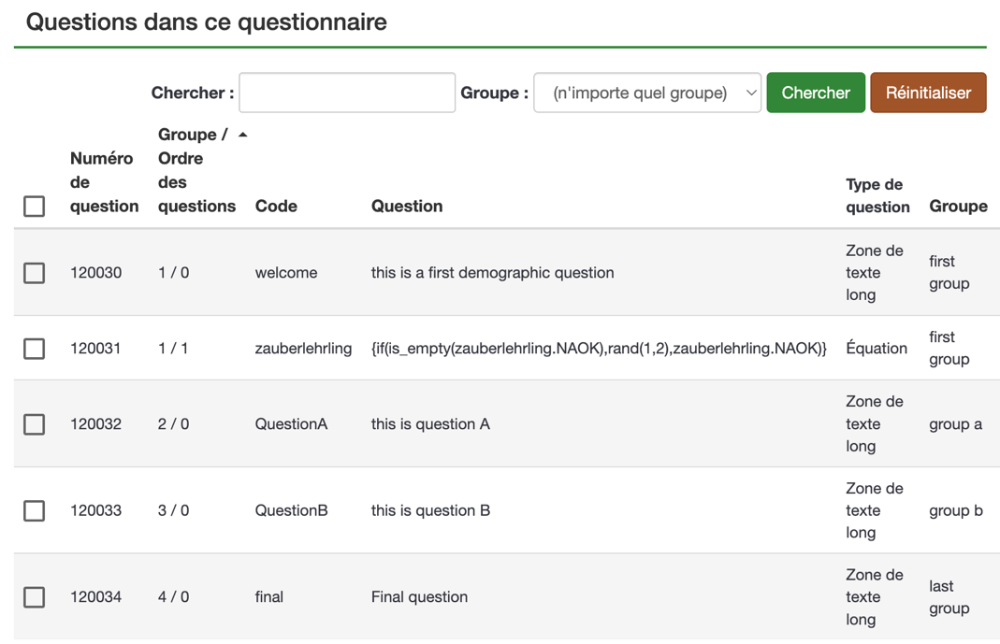 Questions dans ce questionnaire
Chercher : Groupe : (n'importe quel groupe) Chercher Réinitialiser
Numéro de question Groupe / Ordre des questions Code Question Type de question Groupe
120030 1 / 0 welcome this is a first demographic question Zone de texte long first group
120031 1 / 1 zauberlehrling {if(is_empty(zauberlehrling.NAOK),rand(1,2),zauberlehrling.NAOK)} Équation first group
120032 2 / 0 QuestionA this is question A Zone de texte long group a
120033 3 / 0 QuestionB this is question B Zone de texte long group b
120034 4 / 0 final Final question Zone de texte long last group